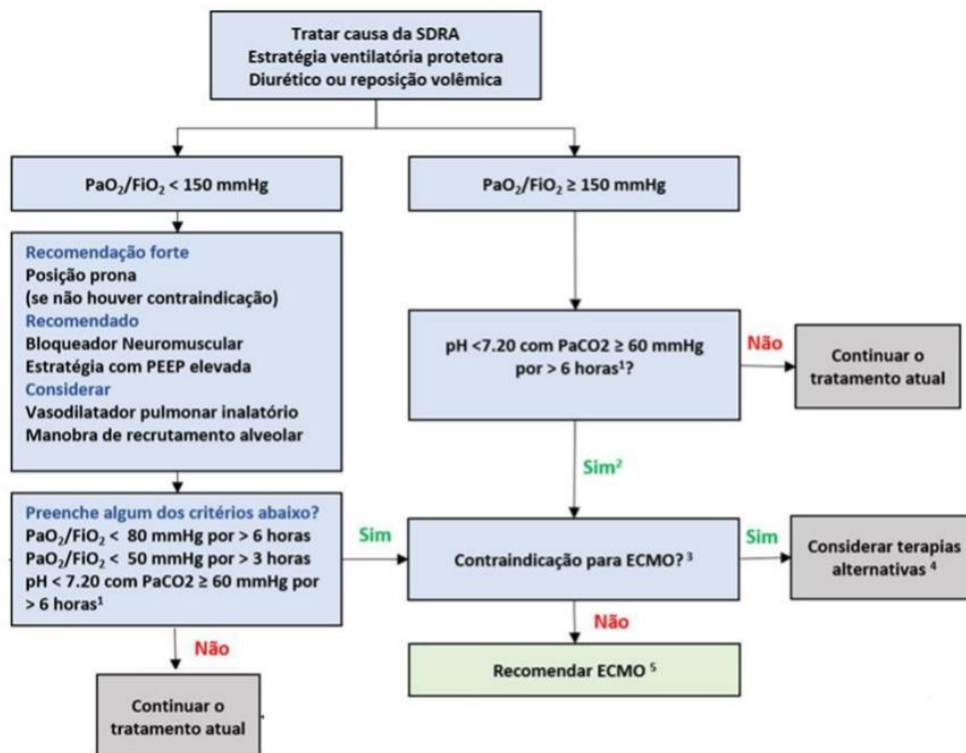 Tratar causa da SDRA
Estratégia ventilatória protetora
Diurético ou reposição volêmica
PaO₂/FiO₂ < 150 mmHg
PaO₂/FiO₂ ≥ 150 mmHg
Recomendação forte
Posição prona
(se não houver contraindicação)
Recomendado
Bloqueador Neuromuscular
Estratégia com PEEP elevada
Considerar
Vasodilatador pulmonar inalatório
Manobra de recrutamento alveolar
pH <7.20 com PaCO2 ≥ 60 mmHg
por > 6 horas¹?
Não
Continuar o
tratamento atual
Sim²
Preenche algum dos critérios abaixo?
PaO₂/FiO₂ < 80 mmHg por > 6 horas
PaO₂/FiO₂ < 50 mmHg por > 3 horas
pH < 7.20 com PaCO2 ≥ 60 mmHg por
> 6 horas¹
Sim
Contraindicação para ECMO? ³
Sim
Considerar terapias
alternativas ⁴
Não
Não
Recomendar ECMO ⁵
Continuar o
tratamento atual